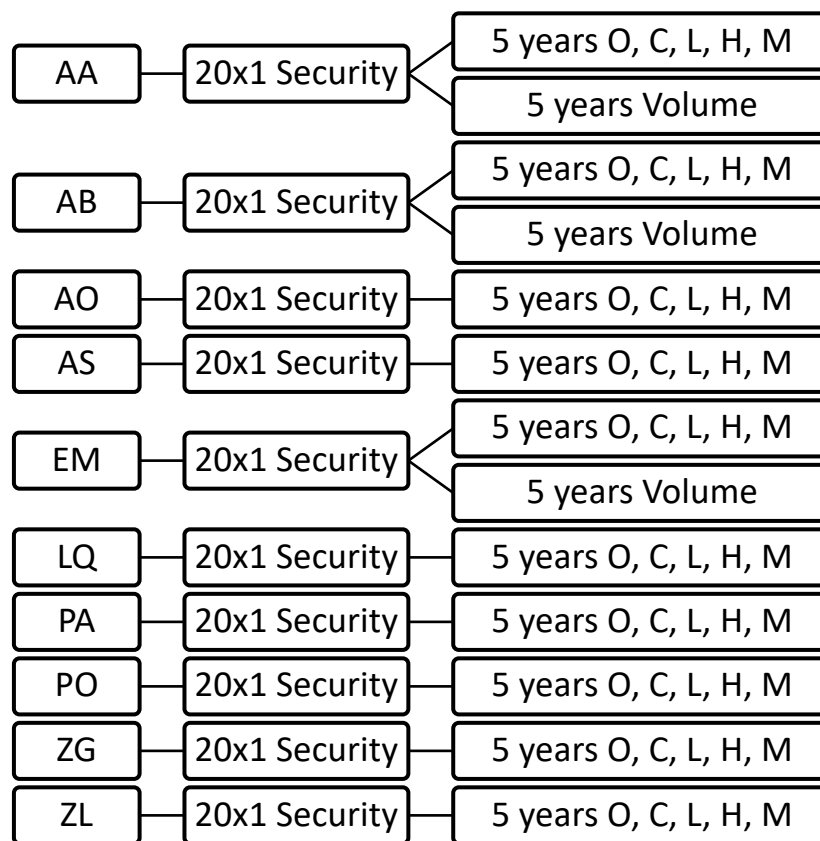 AA
20x1 Security
5 years O, C, L, H, M
5 years Volume
AB
20x1 Security
5 years O, C, L, H, M
5 years Volume
AO
20x1 Security
5 years O, C, L, H, M
AS
20x1 Security
5 years O, C, L, H, M
EM
20x1 Security
5 years O, C, L, H, M
5 years Volume
LQ
20x1 Security
5 years O, C, L, H, M
PA
20x1 Security
5 years O, C, L, H, M
PO
20x1 Security
5 years O, C, L, H, M
ZG
20x1 Security
5 years O, C, L, H, M
ZL
20x1 Security
5 years O, C, L, H, M